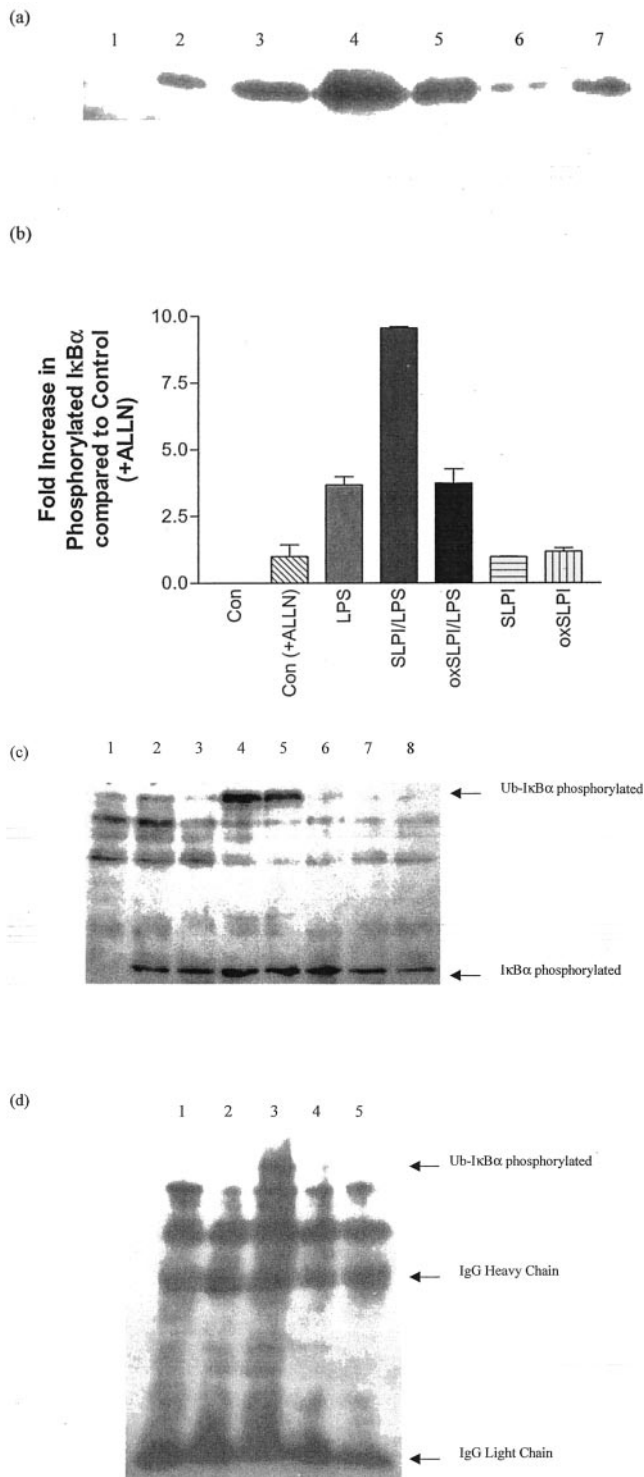 (a)
1 2 3 4 5 6 7
(b)
Fold Increase in
Phosphorylated IκBα
compared to Control
(+ALLN)
10.0
7.5
5.0
2.5
0.0
Con
Con (+ALLN)
LPS
SLPI/LPS
oxSLPI/LPS
SLPI
oxSLPI
(c)
1 2 3 4 5 6 7 8
Ub-IκBα phosphorylated
IκBα phosphorylated
(d)
1 2 3 4 5
Ub-IκBα phosphorylated
IgG Heavy Chain
IgG Light Chain